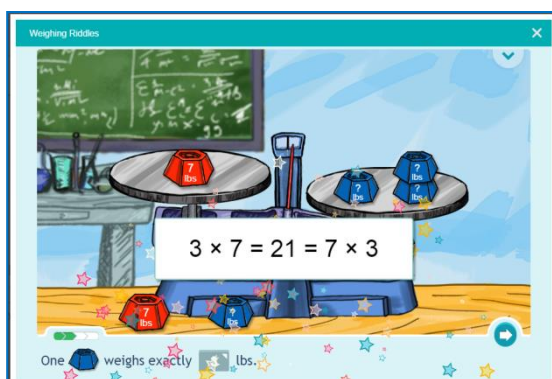 Weighing Riddles
7
lbs
?
lbs
?
lbs
?
lbs
3 × 7 = 21 = 7 × 3
7
lbs
?
lbs
One weighs exactly lbs.